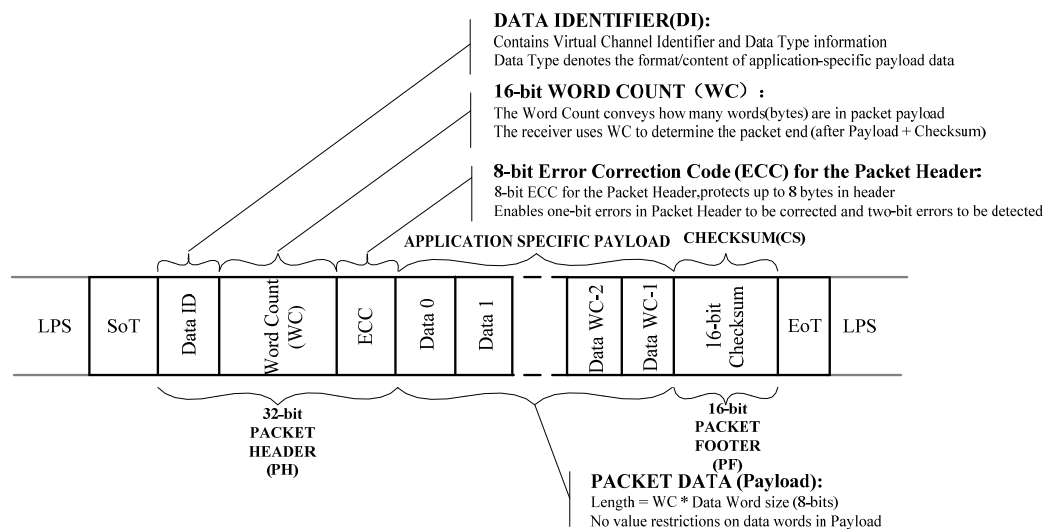 DATA IDENTIFIER(DI):
Contains Virtual Channel Identifier and Data Type information
Data Type denotes the format/content of application-specific payload data
16-bit WORD COUNT（WC）:
The Word Count conveys how many words(bytes) are in packet payload
The receiver uses WC to determine the packet end (after Payload + Checksum)
8-bit Error Correction Code (ECC) for the Packet Header:
8-bit ECC for the Packet Header,protects up to 8 bytes in header
Enables one-bit errors in Packet Header to be corrected and two-bit errors to be detected
APPLICATION SPECIFIC PAYLOAD
CHECKSUM(CS)
LPS
SoT
Data ID
Word Count
(WC)
ECC
Data 0
Data 1
Data WC-2
Data WC-1
16-bit
Checksum
EoT
LPS
32-bit
PACKET
HEADER
(PH)
16-bit
PACKET
FOOTER
(PF)
PACKET DATA (Payload):
Length = WC * Data Word size (8-bits)
No value restrictions on data words in Payload